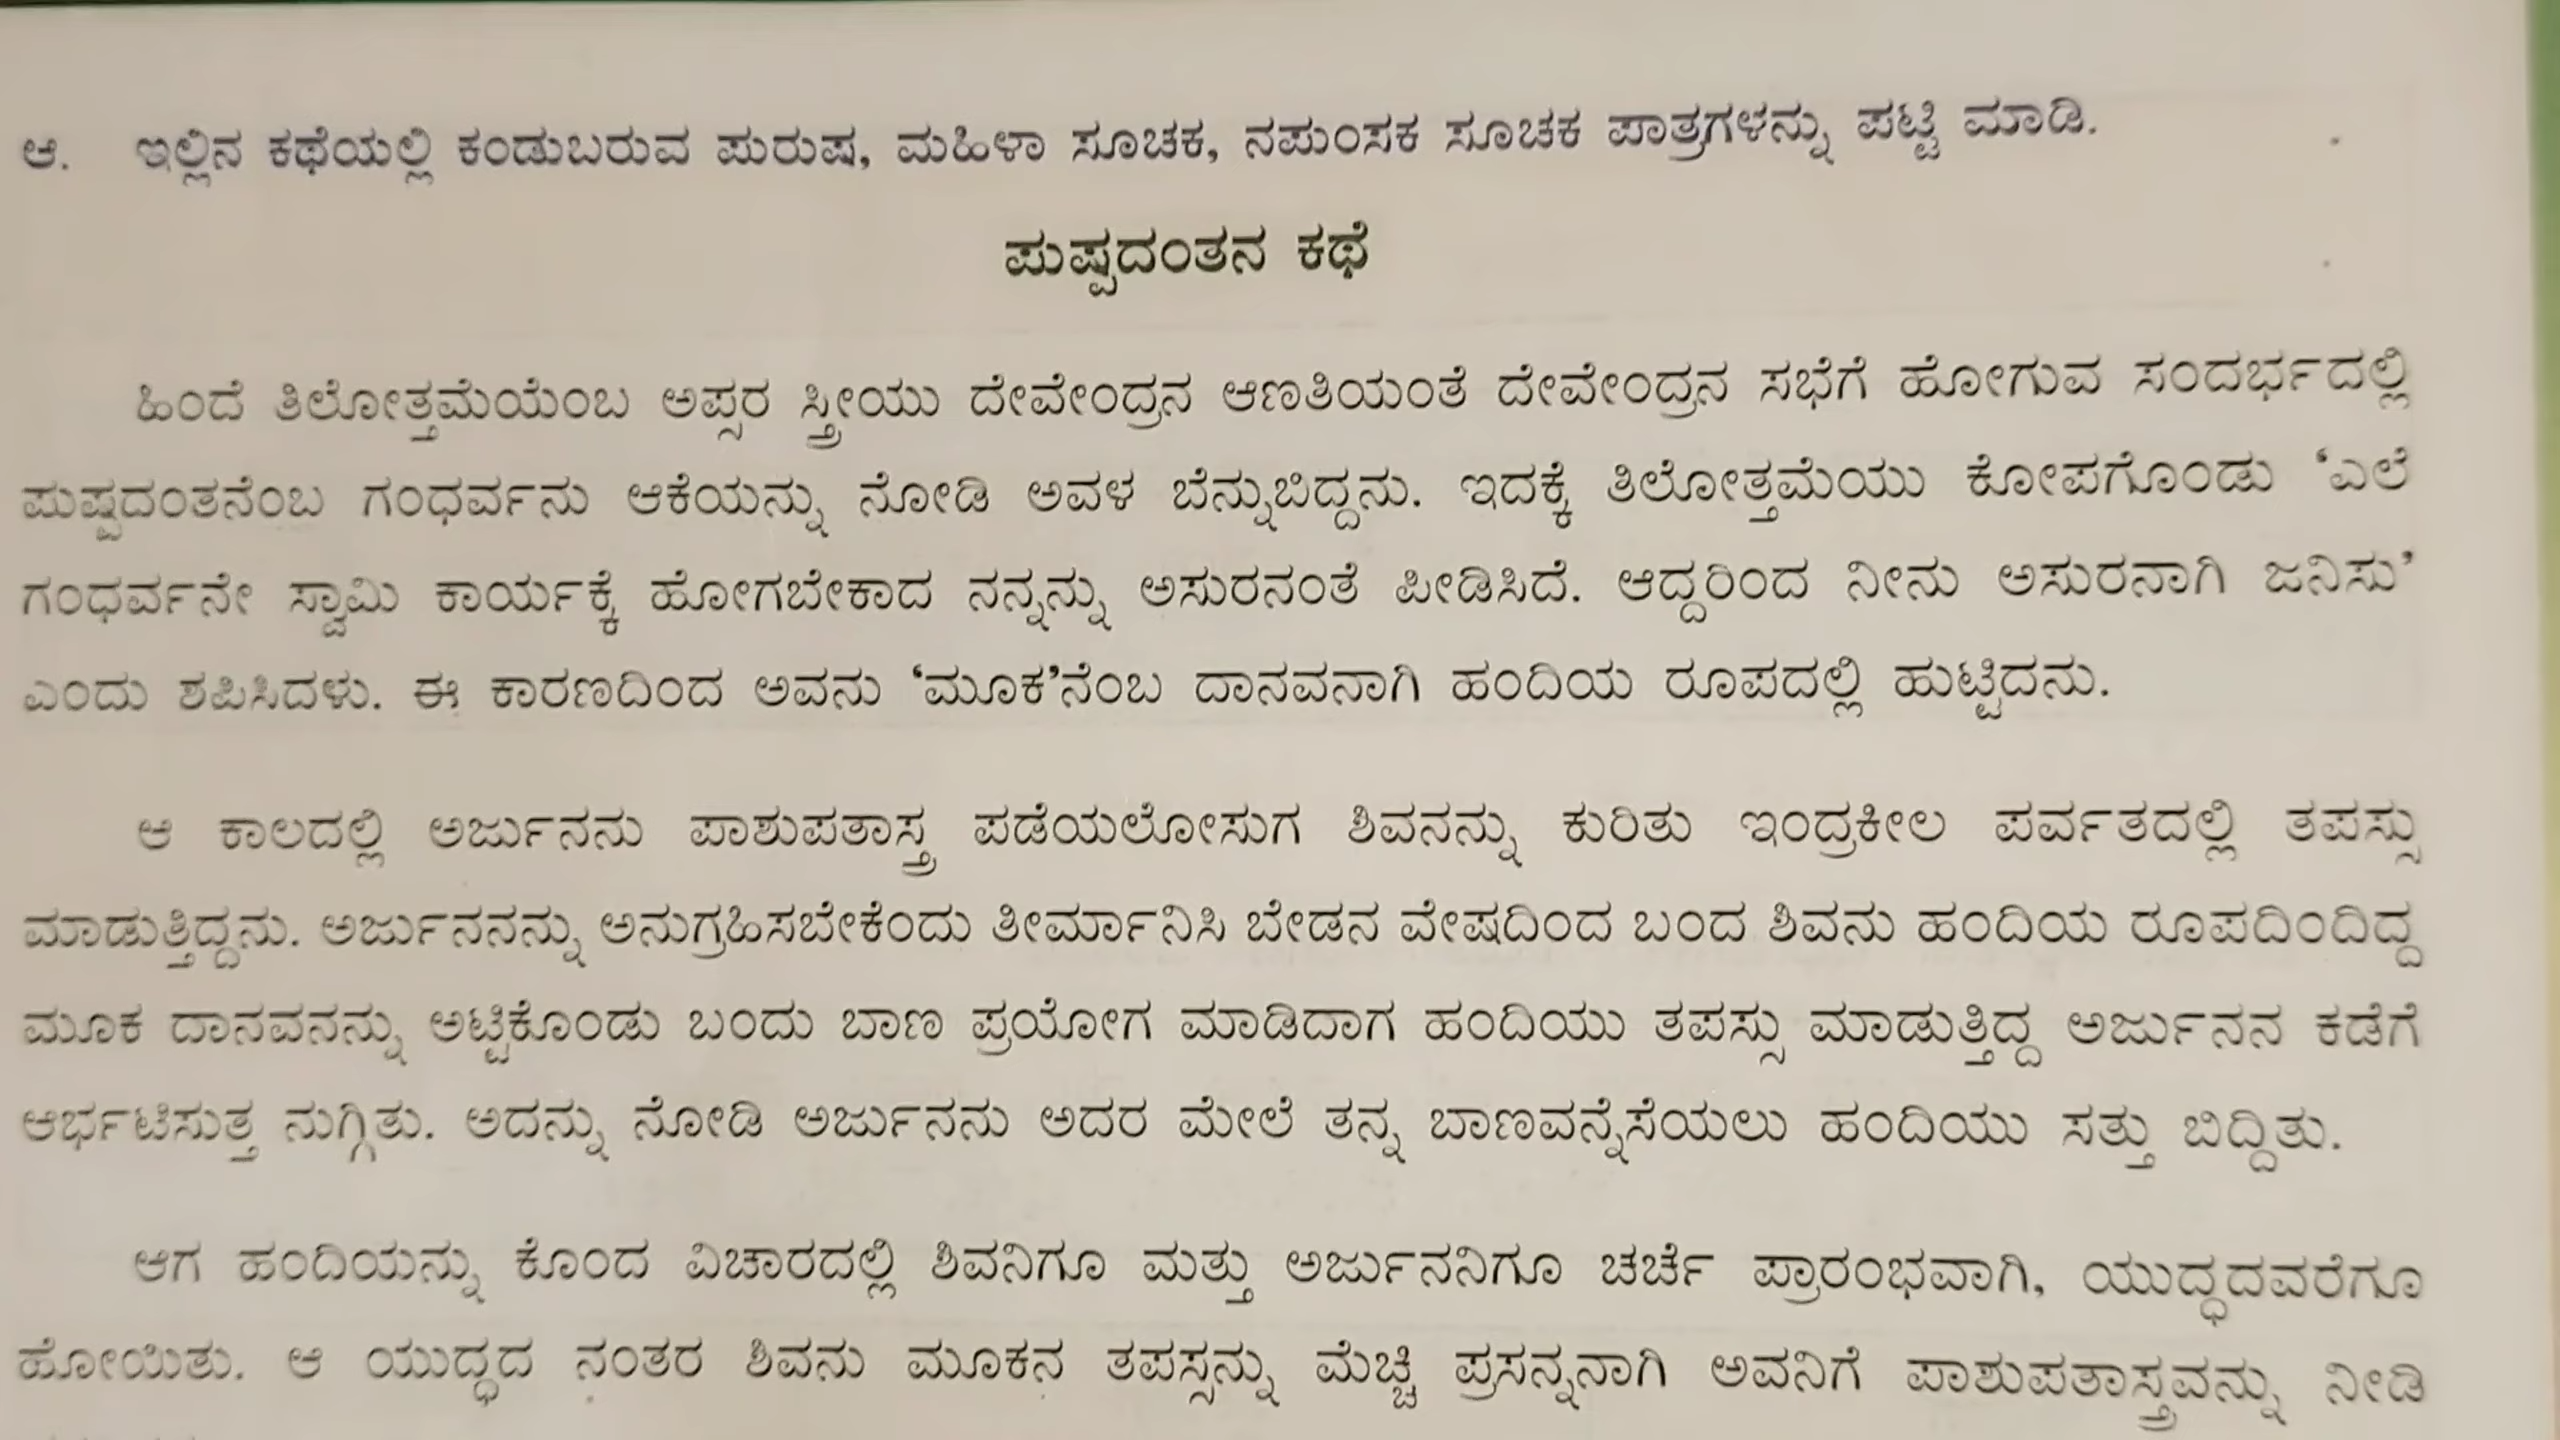 ಆ. ಇಲ್ಲಿನ ಕಥೆಯಲ್ಲಿ ಕಂಡುಬರುವ ಪುರುಷ, ಮಹಿಳಾ ಸೂಚಕ, ನಪುಂಸಕ ಸೂಚಕ ಪಾತ್ರಗಳನ್ನು ಪಟ್ಟಿ ಮಾಡಿ.
ಪುಷ್ಪದಂತನ ಕಥೆ
ಹಿಂದೆ ತಿಲೋತ್ತಮೆಯೆಂಬ ಅಪ್ಸರ ಸ್ತ್ರೀಯು ದೇವೇಂದ್ರನ ಆಣತಿಯಂತೆ ದೇವೇಂದ್ರನ ಸಭೆಗೆ ಹೋಗುವ ಸಂದರ್ಭದಲ್ಲಿ
ಪುಷ್ಪದಂತನೆಂಬ ಗಂಧರ್ವನು ಆಕೆಯನ್ನು ನೋಡಿ ಅವಳ ಬೆನ್ನುಬಿದ್ದನು. ಇದಕ್ಕೆ ತಿಲೋತ್ತಮೆಯು ಕೋಪಗೊಂಡು ‘ಎಲೆ
ಗಂಧರ್ವನೇ ಸ್ವಾಮಿ ಕಾರ್ಯಕ್ಕೆ ಹೋಗಬೇಕಾದ ನನ್ನನ್ನು ಅಸುರನಂತೆ ಪೀಡಿಸಿದೆ. ಆದ್ದರಿಂದ ನೀನು ಅಸುರನಾಗಿ ಜನಿಸು’
ಎಂದು ಶಪಿಸಿದಳು. ಈ ಕಾರಣದಿಂದ ಅವನು ‘ಮೂಕ’ನೆಂಬ ದಾನವನಾಗಿ ಹಂದಿಯ ರೂಪದಲ್ಲಿ ಹುಟ್ಟಿದನು.
ಆ ಕಾಲದಲ್ಲಿ ಅರ್ಜುನನು ಪಾಶುಪತಾಸ್ತ್ರ ಪಡೆಯಲೋಸುಗ ಶಿವನನ್ನು ಕುರಿತು ಇಂದ್ರಕೀಲ ಪರ್ವತದಲ್ಲಿ ತಪಸ್ಸು
ಮಾಡುತ್ತಿದ್ದನು. ಅರ್ಜುನನನ್ನು ಅನುಗ್ರಹಿಸಬೇಕೆಂದು ತೀರ್ಮಾನಿಸಿ ಬೇಡನ ವೇಷದಿಂದ ಬಂದ ಶಿವನು ಹಂದಿಯ ರೂಪದಿಂದಿದ್ದ
ಮೂಕ ದಾನವನನ್ನು ಅಟ್ಟಿಕೊಂಡು ಬಂದು ಬಾಣ ಪ್ರಯೋಗ ಮಾಡಿದಾಗ ಹಂದಿಯು ತಪಸ್ಸು ಮಾಡುತ್ತಿದ್ದ ಅರ್ಜುನನ ಕಡೆಗೆ
ಆರ್ಭಟಿಸುತ್ತ ನುಗ್ಗಿತು. ಅದನ್ನು ನೋಡಿ ಅರ್ಜುನನು ಅದರ ಮೇಲೆ ತನ್ನ ಬಾಣವನ್ನೆಸೆಯಲು ಹಂದಿಯು ಸತ್ತು ಬಿದ್ದಿತು.
ಆಗ ಹಂದಿಯನ್ನು ಕೊಂದ ವಿಚಾರದಲ್ಲಿ ಶಿವನಿಗೂ ಮತ್ತು ಅರ್ಜುನನಿಗೂ ಚರ್ಚೆ ಪ್ರಾರಂಭವಾಗಿ, ಯುದ್ಧದವರೆಗೂ
ಹೋಯಿತು. ಆ ಯುದ್ಧದ ನಂತರ ಶಿವನು ಮೂಕನ ತಪಸ್ಸನ್ನು ಮೆಚ್ಚಿ ಪ್ರಸನ್ನನಾಗಿ ಅವನಿಗೆ ಪಾಶುಪತಾಸ್ತ್ರವನ್ನು ನೀಡಿ